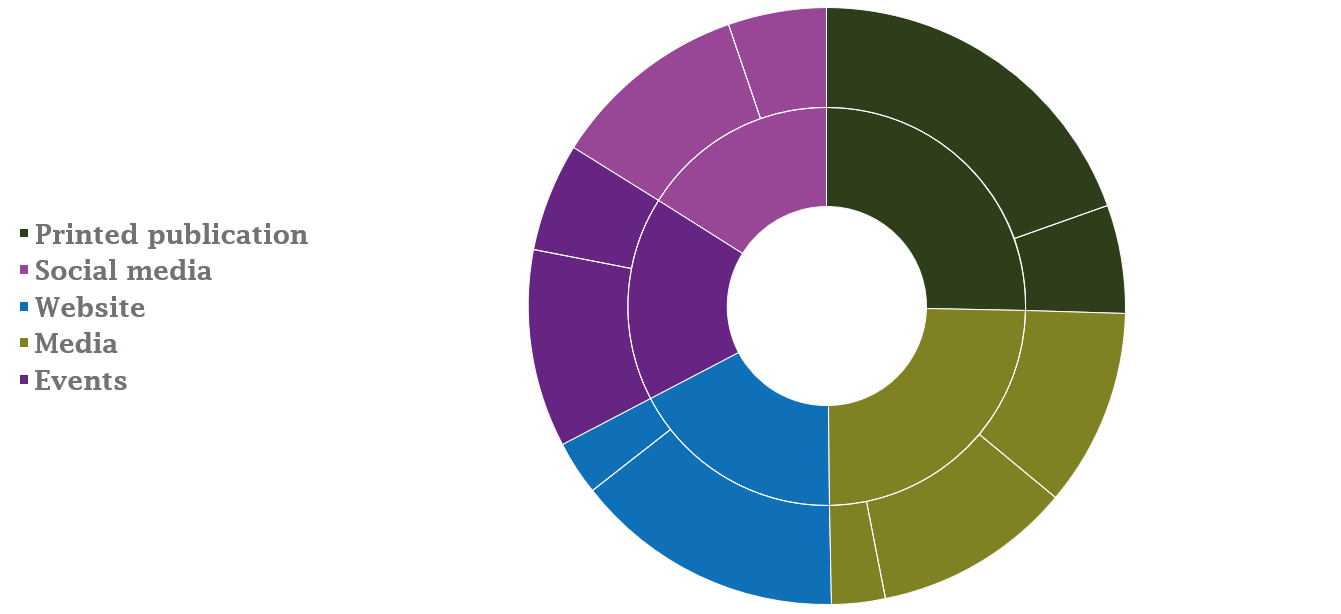 Printed publication
Social media
Website
Media
Events